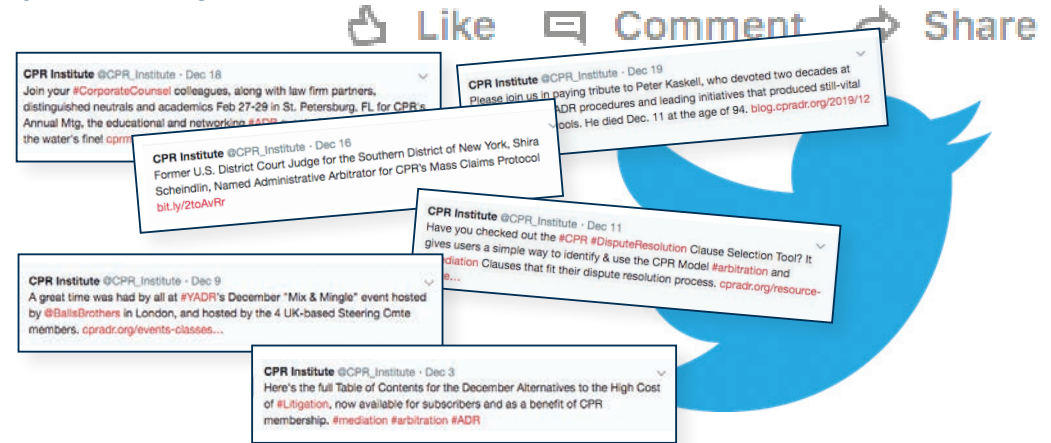 Like Comment Share
CPR Institute @CPR_Institute · Dec 18
Join your #CorporateCounsel colleagues, along with law firm partners,
distinguished neutrals and academics Feb 27-29 in St. Petersburg, FL for CPR's
Annual Mtg, the educational and networking #ADR
the water's fine! cprm
CPR Institute @CPR_Institute · Dec 19
Please join us in paying tribute to Peter Kaskell, who devoted two decades at
ADR procedures and leading initiatives that produced still-vital
ools. He died Dec. 11 at the age of 94. blog.cpradr.org/2019/12
CPR Institute @CPR_Institute · Dec 16
Former U.S. District Court Judge for the Southern District of New York, Shira
Scheindlin, Named Administrative Arbitrator for CPR's Mass Claims Protocol
bit.ly/2toAvRr
CPR Institute @CPR_Institute · Dec 11
Have you checked out the #CPR #DisputeResolution Clause Selection Tool? It
gives users a simple way to identify & use the CPR Model #arbitration and
ediation Clauses that fit their dispute resolution process. cpradr.org/resource-
e...
CPR Institute @CPR_Institute · Dec 9
A great time was had by all at #YADR's December "Mix & Mingle" event hosted
by @BallsBrothers in London, and hosted by the 4 UK-based Steering Cmte
members. cpradr.org/events-classes...
CPR Institute @CPR_Institute · Dec 3
Here's the full Table of Contents for the December Alternatives to the High Cost
of #Litigation, now available for subscribers and as a benefit of CPR
membership. #mediation #arbitration #ADR